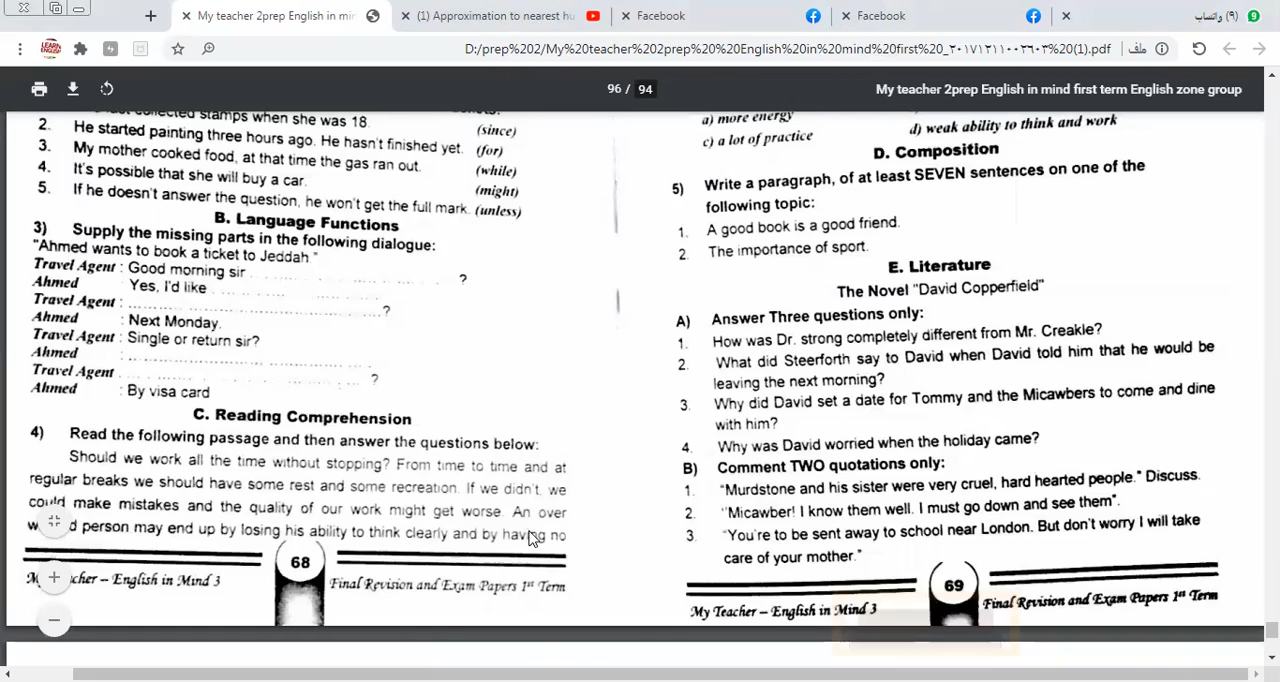 My teacher 2prep English in min
(1) Approximation to nearest hu
Facebook
Facebook
(٩) واتساب
D:/prep%202/My%20teacher%202prep%20%20English%20in%20mind%20first%20_٢٠١٧١٢١١٠٠٢٦٠٣%20(1).pdf
ملف
96 / 94
My teacher 2prep English in mind first term English zone group
collected stamps when she was 18.
(since)
2. He started painting three hours ago. He hasn't finished yet. (for)
3. My mother cooked food, at that time the gas ran out. (while)
4. It's possible that she will buy a car. (might)
5. If he doesn't answer the question, he won't get the full mark. (unless)
B. Language Functions
3) Supply the missing parts in the following dialogue:
"Ahmed wants to book a ticket to Jeddah."
Travel Agent : Good morning sir ........................ ?
Ahmed : Yes, I'd like ........................
Travel Agent : ........................ ?
Ahmed : Next Monday.
Travel Agent : Single or return sir?
Ahmed : ........................
Travel Agent : ........................ ?
Ahmed : By visa card
C. Reading Comprehension
4) Read the following passage and then answer the questions below:
Should we work all the time without stopping? From time to time and at
regular breaks we should have some rest and some recreation. If we didn't, we
could make mistakes and the quality of our work might get worse. An over
person may end up by losing his ability to think clearly and by having no
68
English in Mind 3
Final Revision and Exam Papers 1st Term
a) more energy
c) a lot of practice
d) weak ability to think and work
D. Composition
5) Write a paragraph, of at least SEVEN sentences on one of the
following topic:
1. A good book is a good friend.
2. The importance of sport.
E. Literature
The Novel "David Copperfield"
A) Answer Three questions only:
1. How was Dr. strong completely different from Mr. Creakle?
2. What did Steerforth say to David when David told him that he would be
leaving the next morning?
3. Why did David set a date for Tommy and the Micawbers to come and dine
with him?
4. Why was David worried when the holiday came?
B) Comment TWO quotations only:
1. "Murdstone and his sister were very cruel, hard hearted people." Discuss.
2. "Micawber! I know them well. I must go down and see them".
3. "You're to be sent away to school near London. But don't worry I will take
care of your mother."
69
My Teacher – English in Mind 3
Final Revision and Exam Papers 1st Term